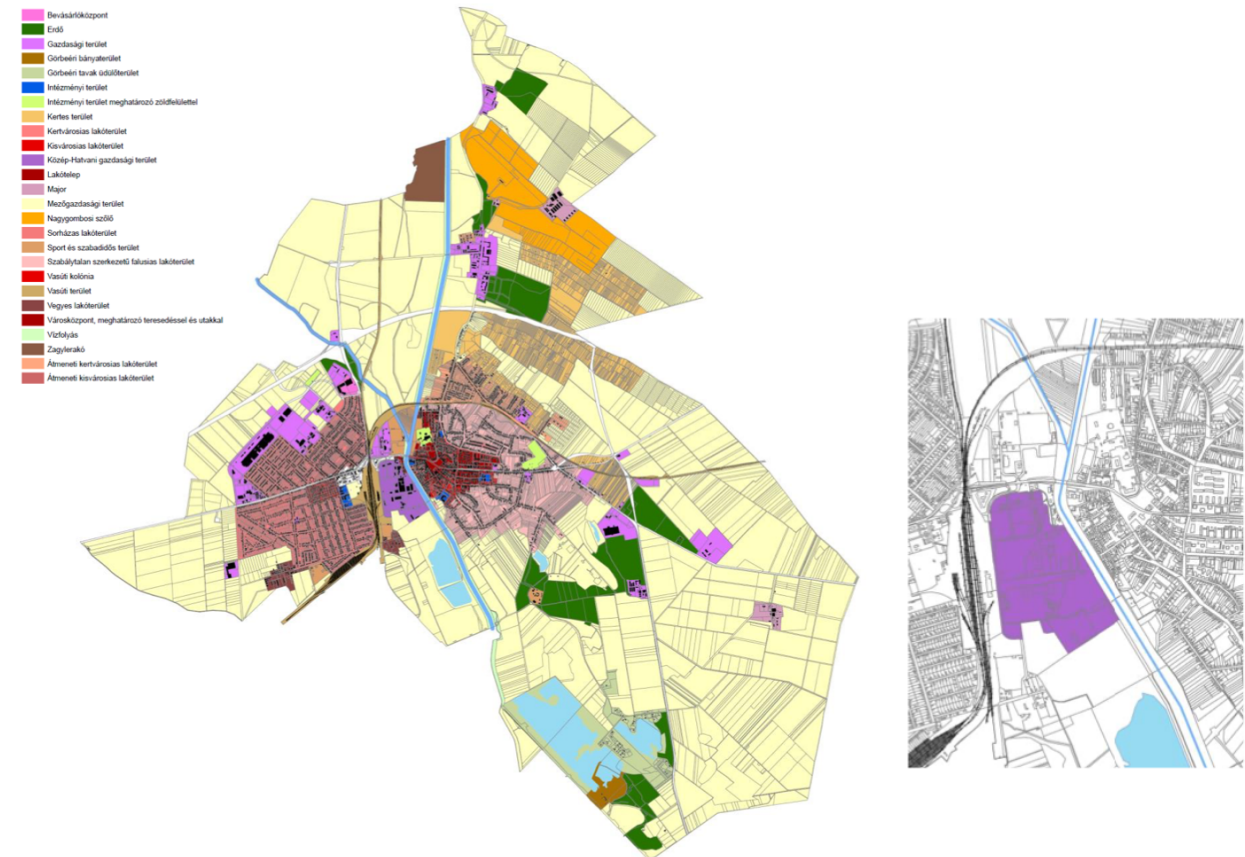 Bevásárlóközpont
Erdő
Gazdasági terület
Görbeéri bányaterület
Görbeéri tavak üdülőterület
Intézményi terület
Intézményi terület meghatározó zöldfelülettel
Kertes terület
Kertvárosias lakóterület
Kisvárosias lakóterület
Közép-Hatvani gazdasági terület
Lakótelep
Major
Mezőgazdasági terület
Nagygombosi szőlő
Sorházas lakóterület
Sport és szabadidős terület
Szabálytalan szerkezetű falusias lakóterület
Vasúti kolónia
Vasúti terület
Vegyes lakóterület
Városközpont, meghatározó teresedéssel és utakkal
Vízfolyás
Zagylerakó
Átmeneti kertvárosias lakóterület
Átmeneti kisvárosias lakóterület